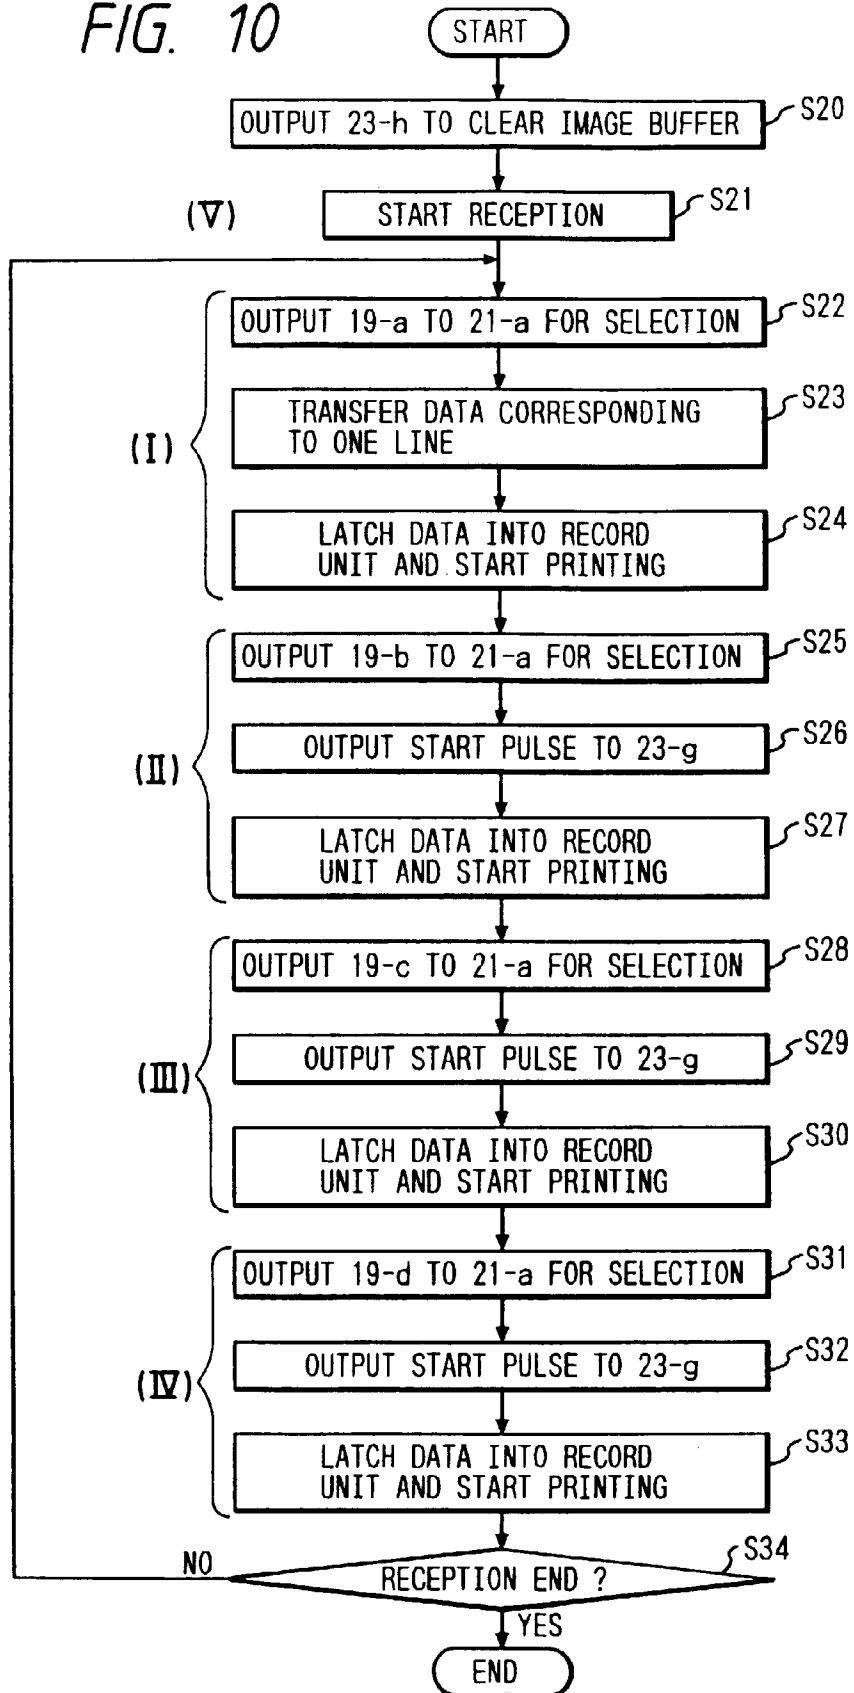 FIG. 10
START
OUTPUT 23-h TO CLEAR IMAGE BUFFER
S20
(V)
START RECEPTION
S21
OUTPUT 19-a TO 21-a FOR SELECTION
S22
TRANSFER DATA CORRESPONDING
TO ONE LINE
S23
(I)
LATCH DATA INTO RECORD
UNIT AND START PRINTING
S24
OUTPUT 19-b TO 21-a FOR SELECTION
S25
(II)
OUTPUT START PULSE TO 23-g
S26
LATCH DATA INTO RECORD
UNIT AND START PRINTING
S27
OUTPUT 19-c TO 21-a FOR SELECTION
S28
(III)
OUTPUT START PULSE TO 23-g
S29
LATCH DATA INTO RECORD
UNIT AND START PRINTING
S30
OUTPUT 19-d TO 21-a FOR SELECTION
S31
(IV)
OUTPUT START PULSE TO 23-g
S32
LATCH DATA INTO RECORD
UNIT AND START PRINTING
S33
NO
RECEPTION END ?
S34
YES
END